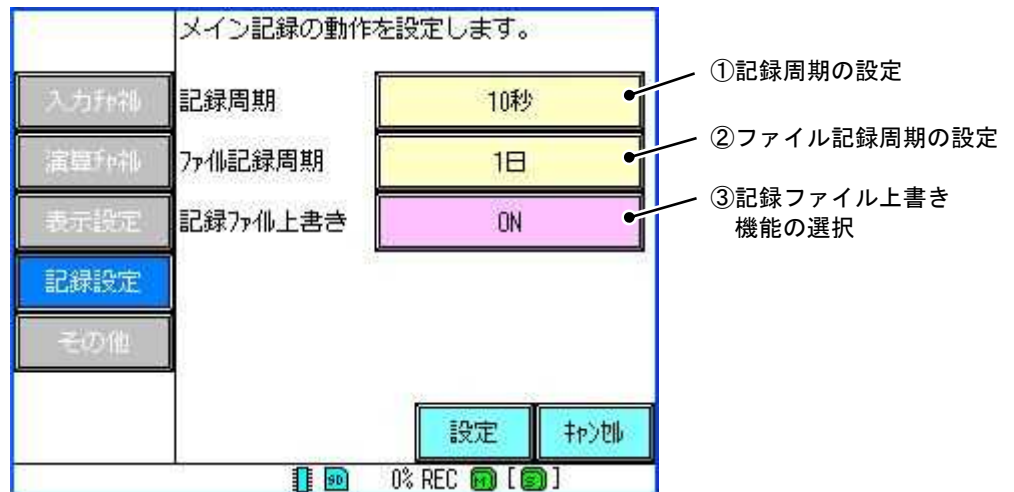 メイン記録の動作を設定します。
入力ﾁｬﾈﾙ
記録周期
10秒
①記録周期の設定
演算ﾁｬﾈﾙ
ﾌｧｲﾙ記録周期
1日
②ファイル記録周期の設定
表示設定
記録ﾌｧｲﾙ上書き
ON
③記録ファイル上書き
機能の選択
記録設定
その他
設定
ｷｬﾝｾﾙ
SD 0% REC M [S]